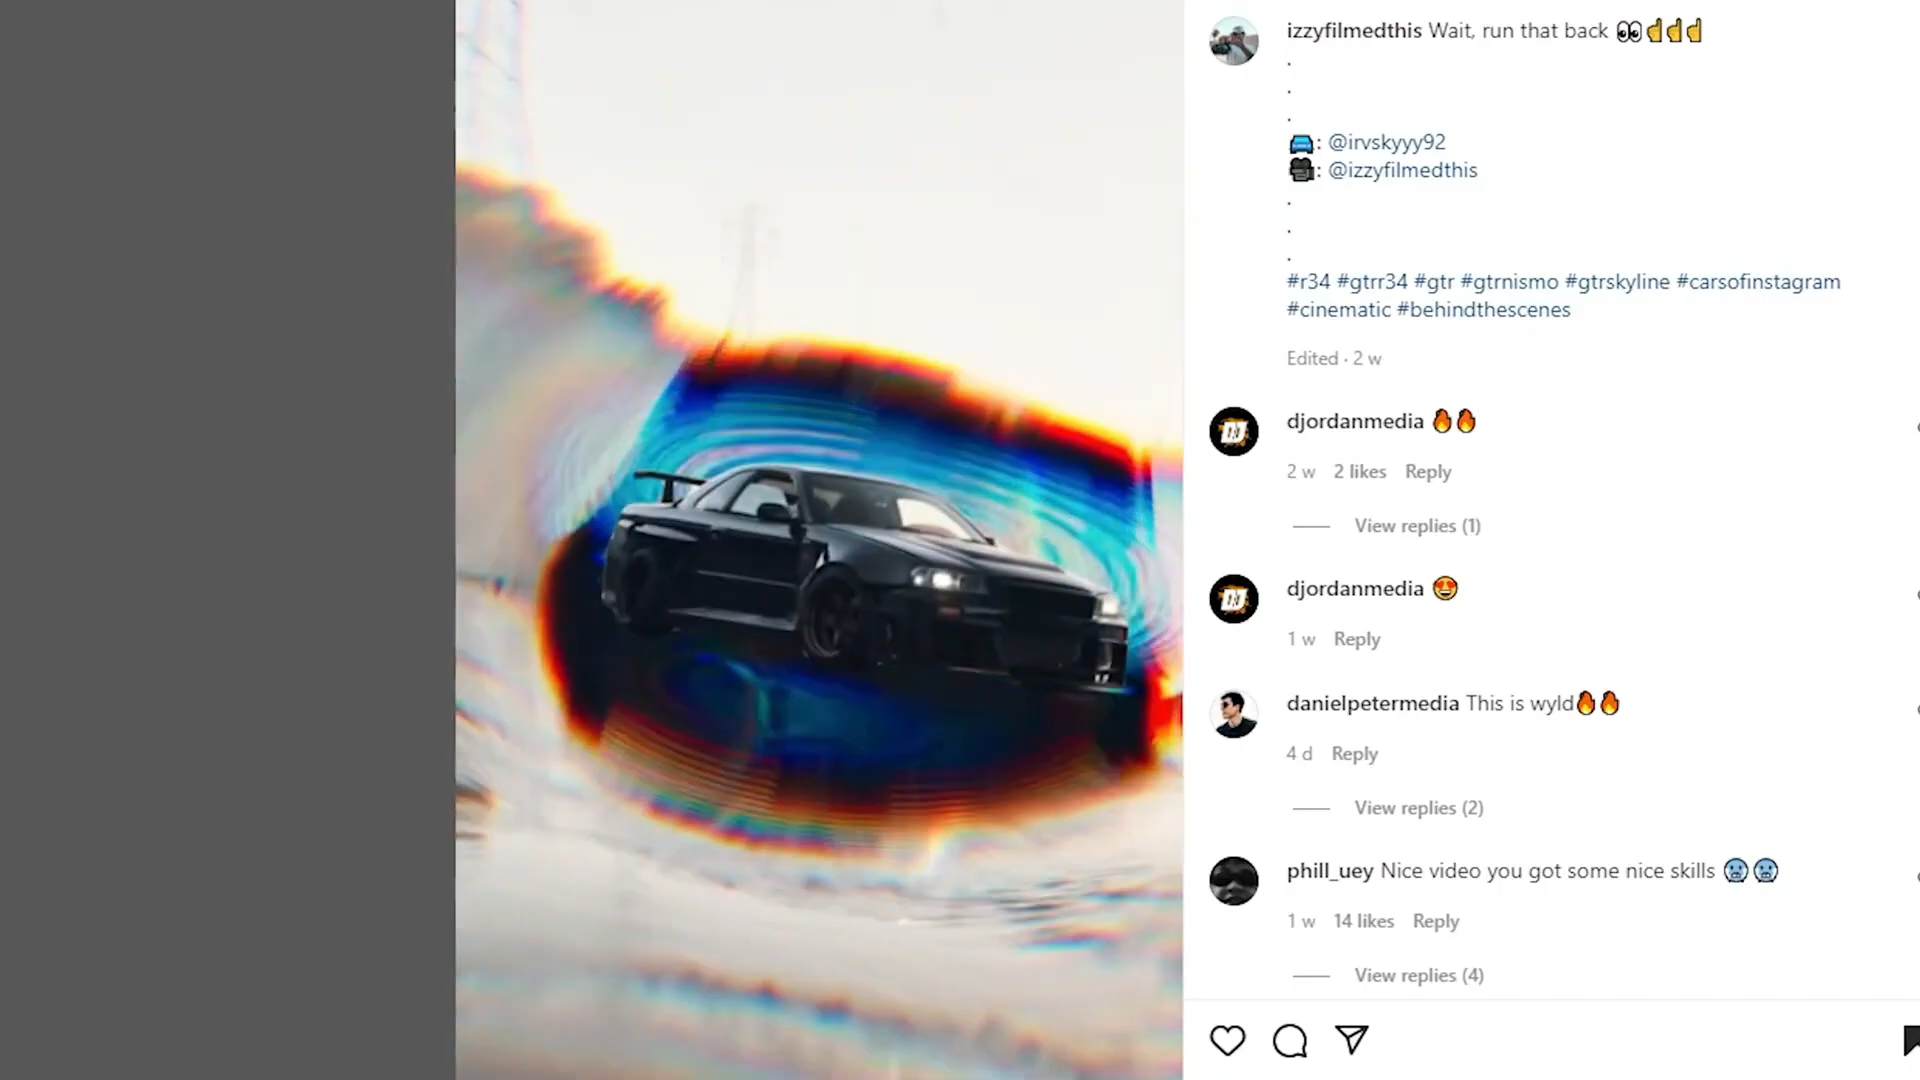 izzyfilmedthis Wait, run that back 👀☝️☝️☝️
.
.
.
🚘: @irvskyyy92
🎥: @izzyfilmedthis
.
.
.
#r34 #gtrr34 #gtr #gtrnismo #gtrskyline #carsofinstagram
#cinematic #behindthescenes
Edited · 2 w
djordanmedia 🔥🔥
2 w 2 likes Reply
View replies (1)
djordanmedia 😍
1 w Reply
danielpetermedia This is wyld🔥🔥
4 d Reply
View replies (2)
phill_uey Nice video you got some nice skills 🥶🥶
1 w 14 likes Reply
View replies (4)